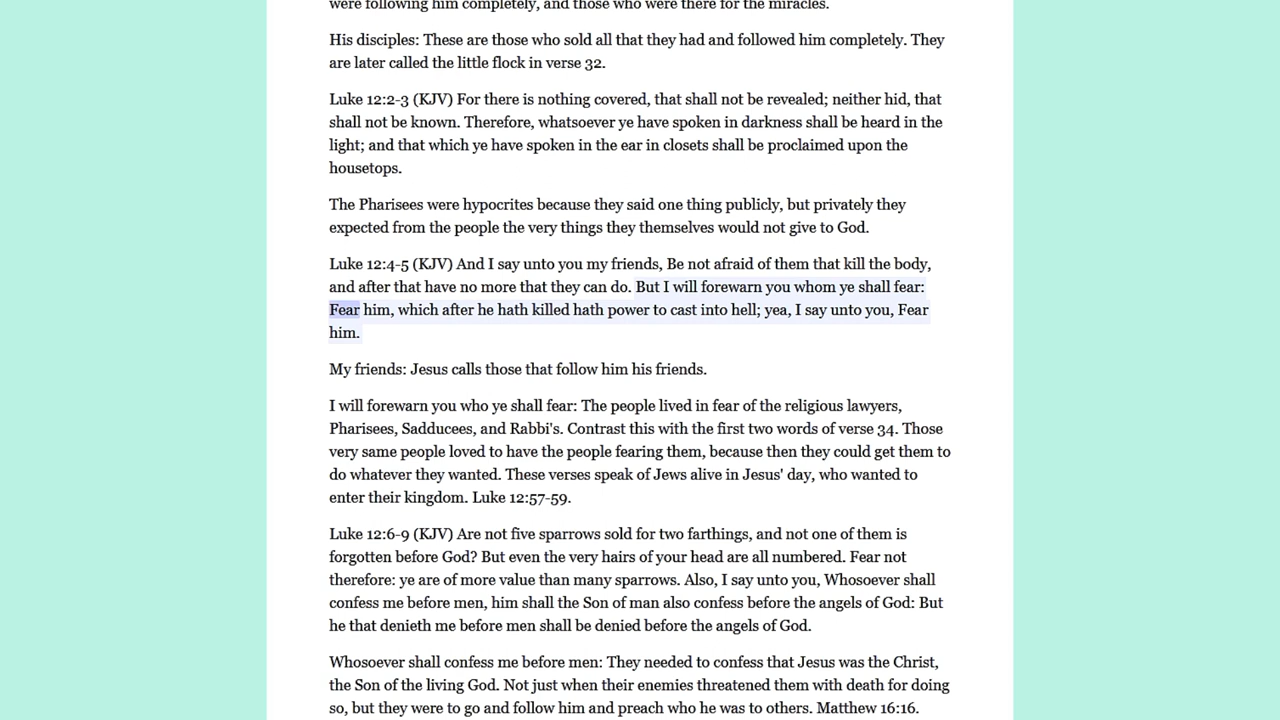 were following him completely, and those who were there for the miracles.
His disciples: These are those who sold all that they had and followed him completely. They
are later called the little flock in verse 32.
Luke 12:2-3 (KJV) For there is nothing covered, that shall not be revealed; neither hid, that
shall not be known. Therefore, whatsoever ye have spoken in darkness shall be heard in the
light; and that which ye have spoken in the ear in closets shall be proclaimed upon the
housetops.
The Pharisees were hypocrites because they said one thing publicly, but privately they
expected from the people the very things they themselves would not give to God.
Luke 12:4-5 (KJV) And I say unto you my friends, Be not afraid of them that kill the body,
and after that have no more that they can do. But I will forewarn you whom ye shall fear:
Fear him, which after he hath killed hath power to cast into hell; yea, I say unto you, Fear
him.
My friends: Jesus calls those that follow him his friends.
I will forewarn you who ye shall fear: The people lived in fear of the religious lawyers,
Pharisees, Sadducees, and Rabbi's. Contrast this with the first two words of verse 34. Those
very same people loved to have the people fearing them, because then they could get them to
do whatever they wanted. These verses speak of Jews alive in Jesus' day, who wanted to
enter their kingdom. Luke 12:57-59.
Luke 12:6-9 (KJV) Are not five sparrows sold for two farthings, and not one of them is
forgotten before God? But even the very hairs of your head are all numbered. Fear not
therefore: ye are of more value than many sparrows. Also, I say unto you, Whosoever shall
confess me before men, him shall the Son of man also confess before the angels of God: But
he that denieth me before men shall be denied before the angels of God.
Whosoever shall confess me before men: They needed to confess that Jesus was the Christ,
the Son of the living God. Not just when their enemies threatened them with death for doing
so, but they were to go and follow him and preach who he was to others. Matthew 16:16.